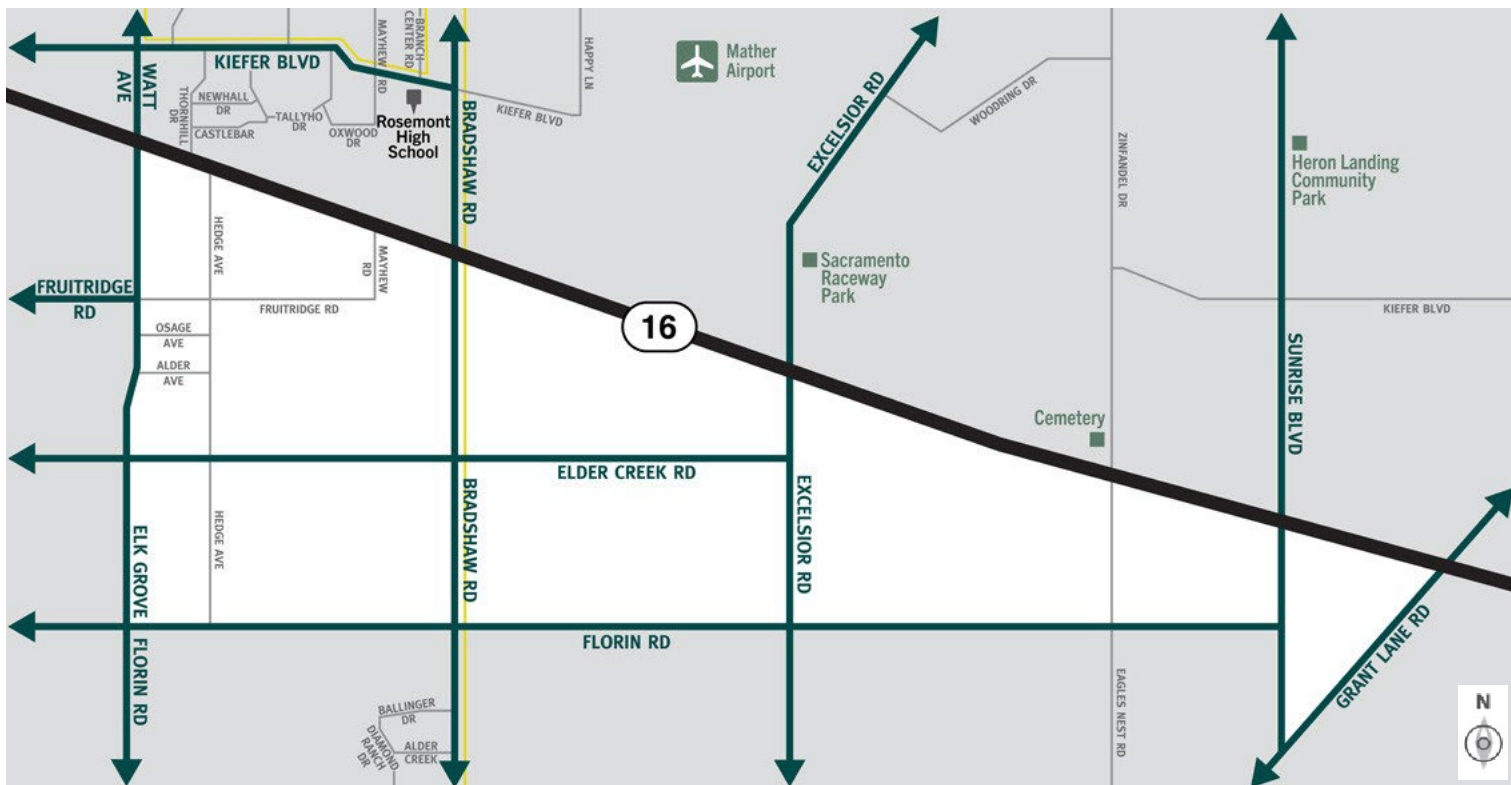 KIEFER BLVD
WATT
AVE
THORNHILL
DR
NEWHALL
DR
CASTLEBAR
TALLYHO
DR
OXWOOD
DR
MAYHEW RD
BRANCH
CENTER RD
Rosemont
High
School
BRADSHAW RD
KIEFER BLVD
HAPPY LN
Mather
Airport
EXCELSIOR RD
WOODRING DR
ZINFANDEL DR
Heron Landing
Community
Park
HEDGE AVE
MAYHEW
RD
Sacramento
Raceway
Park
FRUITRIDGE
RD
FRUITRIDGE RD
KIEFER BLVD
OSAGE
AVE
ALDER
AVE
16
SUNRISE BLVD
Cemetery
ELDER CREEK RD
BRADSHAW RD
EXCELSIOR RD
HEDGE AVE
ELK GROVE FLORIN RD
FLORIN RD
GRANT LANE RD
EAGLES NEST RD
BALLINGER
DR
DIAMOND
RANCH
DR
ALDER
CREEK
N